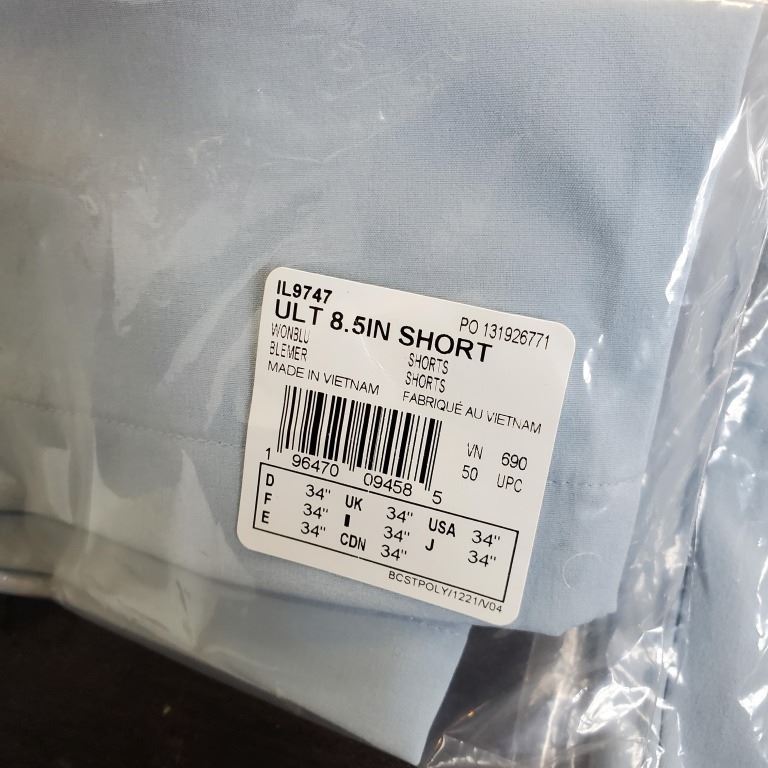 IL9747
PO 131926771
ULT 8.5IN SHORT
WONBLU SHORTS
BLEMER SHORTS
MADE IN VIETNAM FABRIQUÉ AU VIETNAM
VN 690
50 UPC
1 96470 09458 5
D 34" UK 34" USA 34"
F 34" I 34" J 34"
E 34" CDN 34"
BCSTPOLY/1221/V04